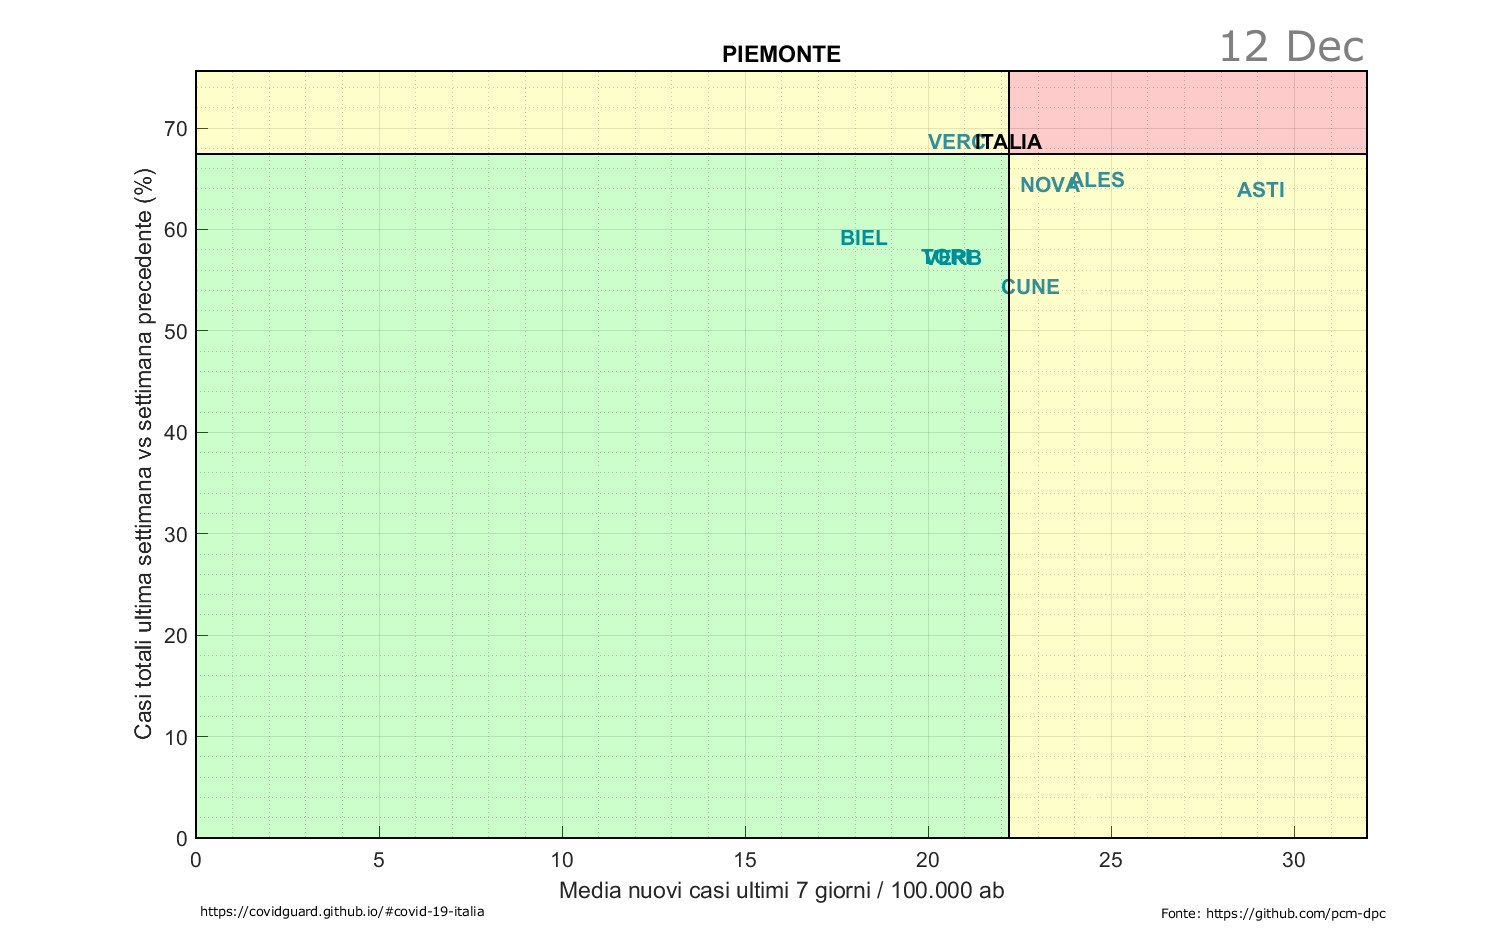 12 Dec
PIEMONTE
70
60
50
40
30
20
10
0
Casi totali ultima settimana vs settimana precedente (%)
VERC
ITALIA
NOVA
ALES
ASTI
BIEL
TORI
VERB
CUNE
0 5 10 15 20 25 30
Media nuovi casi ultimi 7 giorni / 100.000 ab
https://covidguard.github.io/#covid-19-italia
Fonte: https://github.com/pcm-dpc